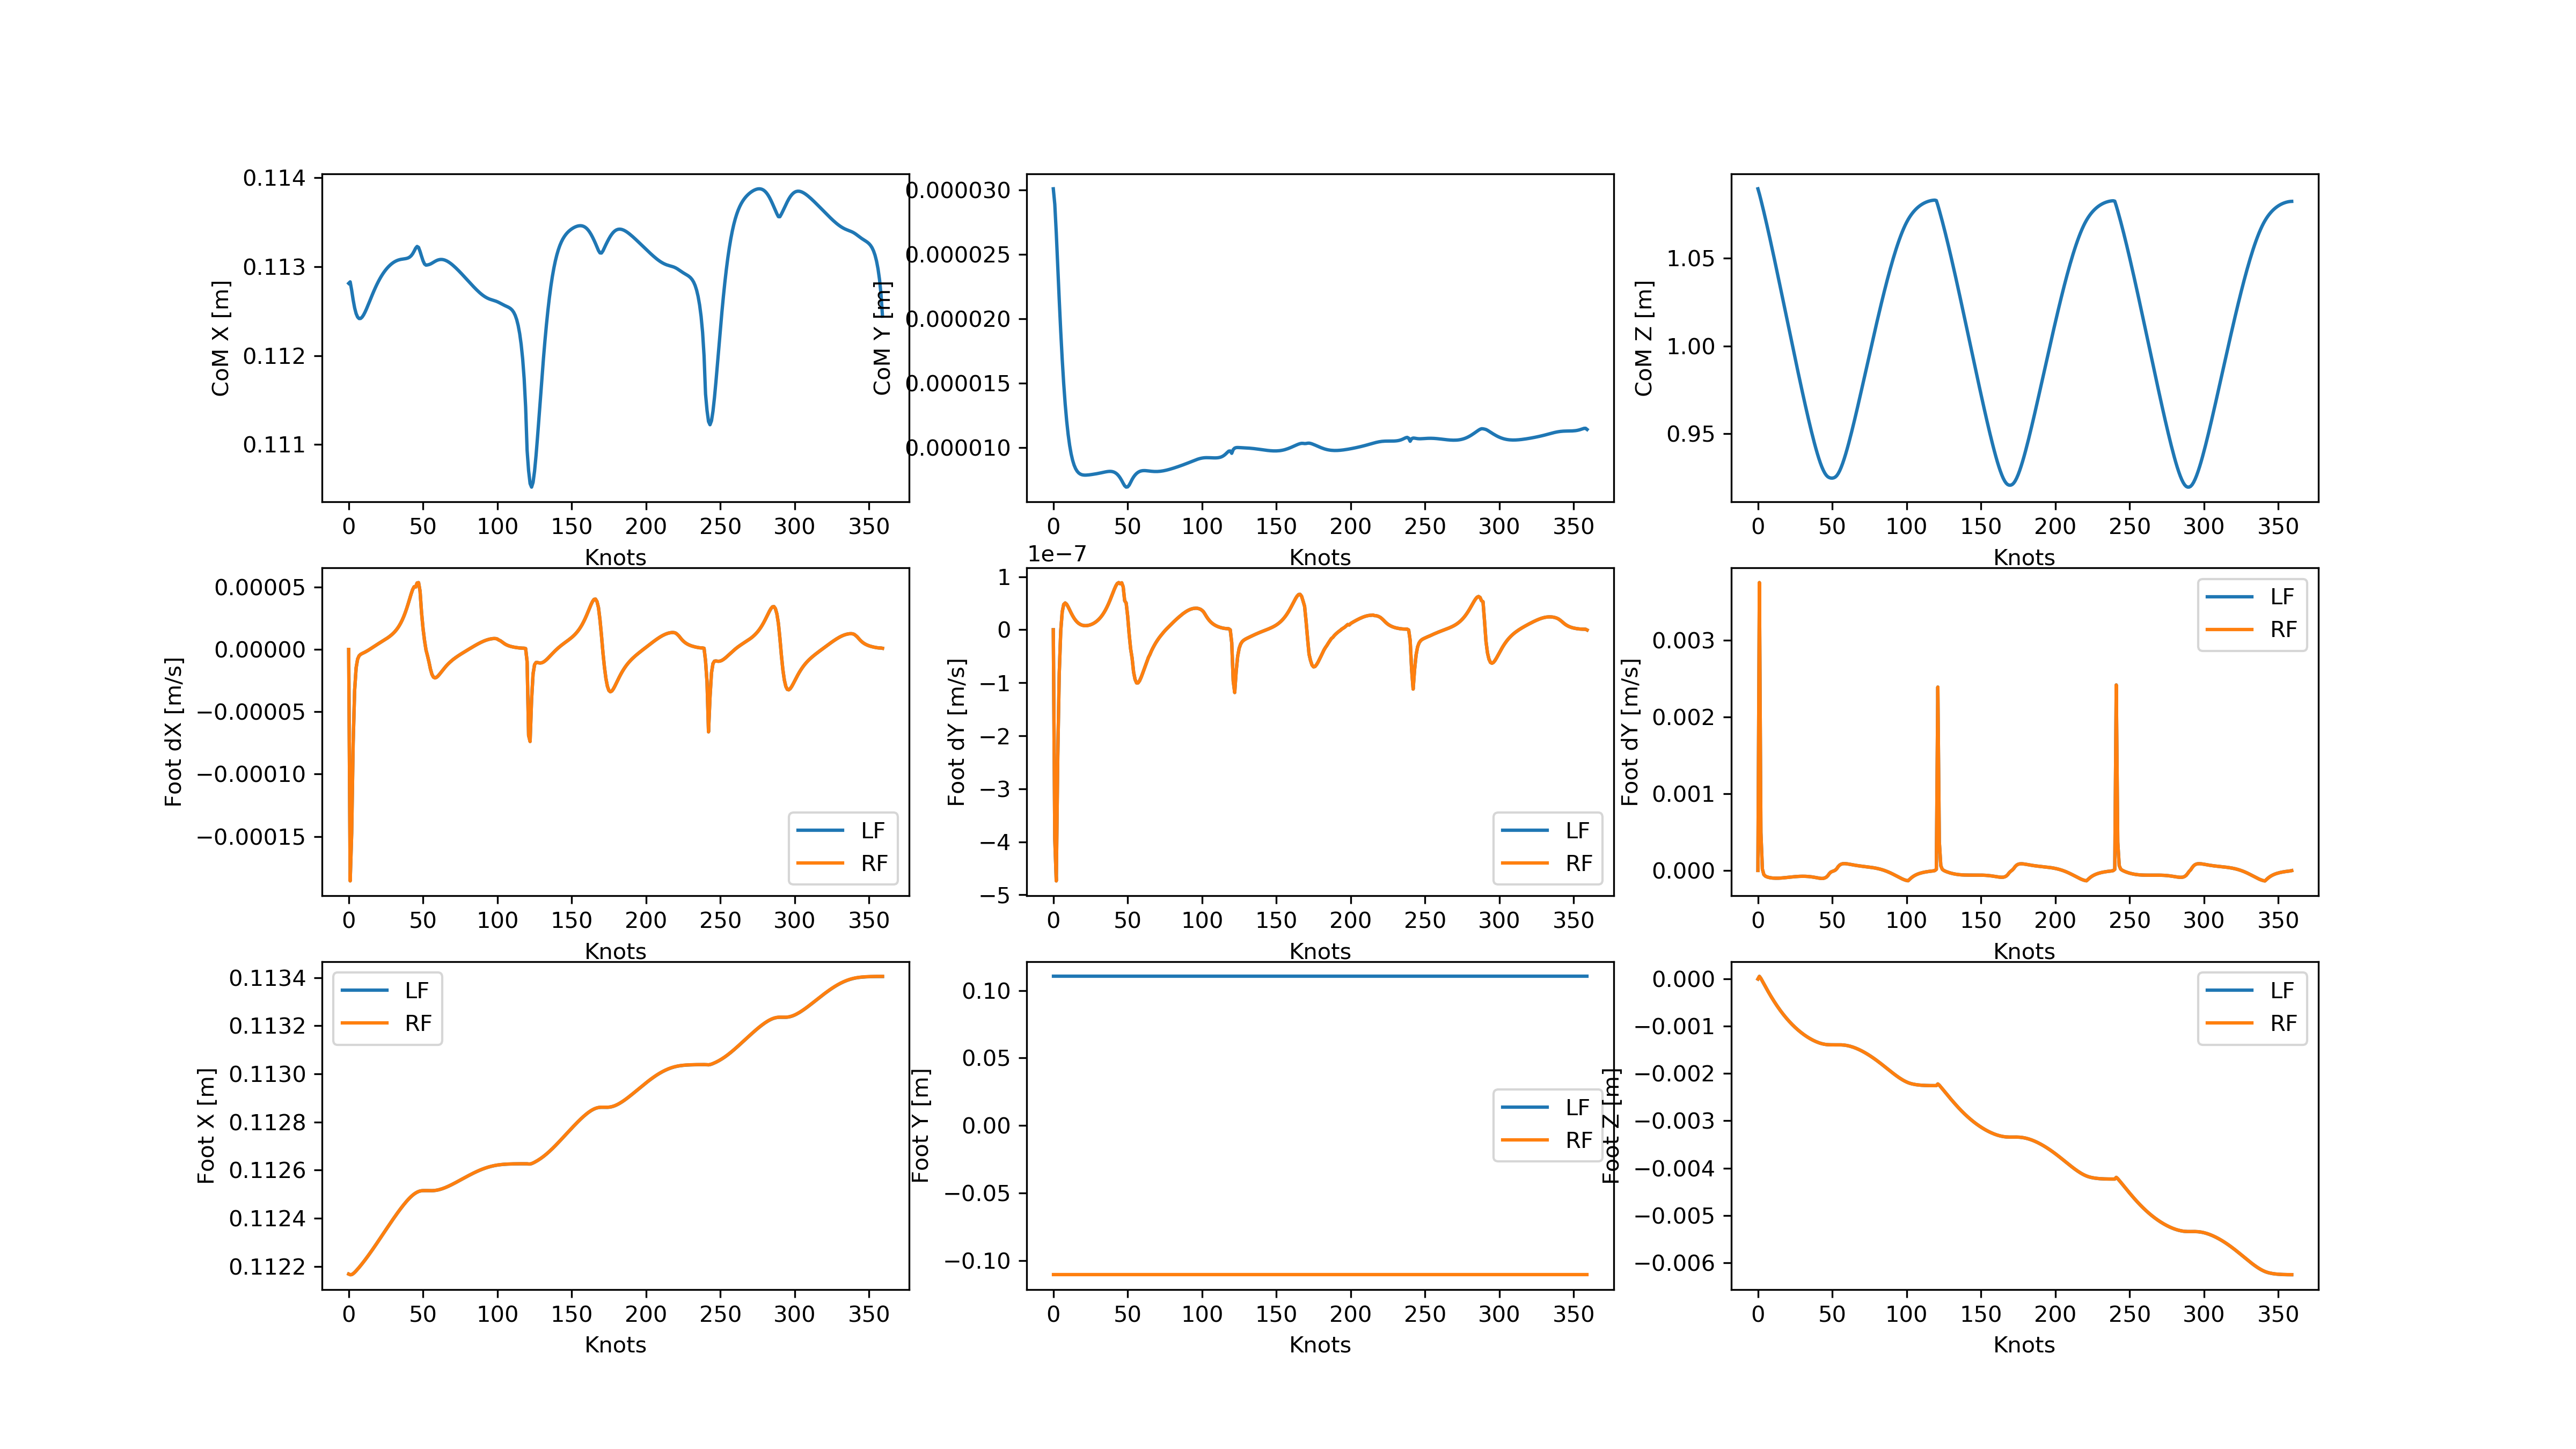 CoM X [m]
0.114
0.113
0.112
0.111
0 50 100 150 200 250 300 350
Knots
CoM Y [m]
0.000030
0.000025
0.000020
0.000015
0.000010
0 50 100 150 200 250 300 350
Knots
CoM Z [m]
1.05
1.00
0.95
0 50 100 150 200 250 300 350
Knots
Foot dX [m/s]
0.00005
0.00000
−0.00005
−0.00010
−0.00015
LF
RF
0 50 100 150 200 250 300 350
Knots
1e−7
Foot dY [m/s]
1
0
−1
−2
−3
−4
−5
LF
RF
0 50 100 150 200 250 300 350
Knots
Foot dY [m/s]
0.003
0.002
0.001
0.000
LF
RF
0 50 100 150 200 250 300 350
Knots
Foot X [m]
0.1134
0.1132
0.1130
0.1128
0.1126
0.1124
0.1122
LF
RF
0 50 100 150 200 250 300 350
Knots
Foot Y [m]
0.10
0.05
0.00
−0.05
−0.10
LF
RF
0 50 100 150 200 250 300 350
Knots
Foot Z [m]
0.000
−0.001
−0.002
−0.003
−0.004
−0.005
−0.006
LF
RF
0 50 100 150 200 250 300 350
Knots